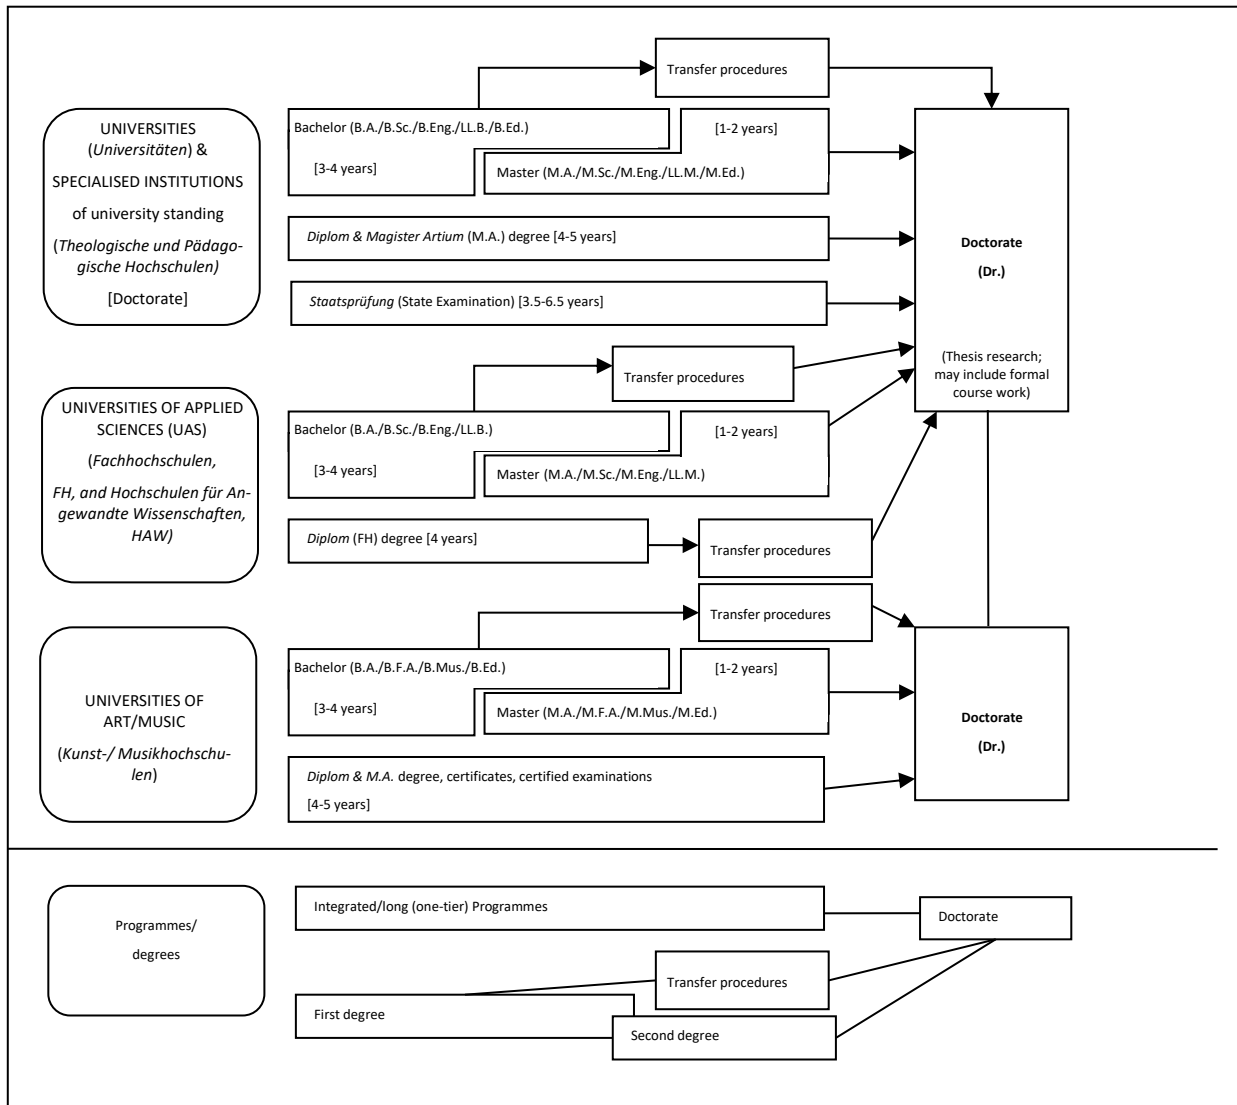 Transfer procedures
UNIVERSITIES
(Universitäten) &
SPECIALISED INSTITUTIONS
of university standing
(Theologische und Pädago-
gische Hochschulen)
[Doctorate]
Bachelor (B.A./B.Sc./B.Eng./LL.B./B.Ed.)
[1-2 years]
[3-4 years]
Master (M.A./M.Sc./M.Eng./LL.M./M.Ed.)
Diplom & Magister Artium (M.A.) degree [4-5 years]
Staatsprüfung (State Examination) [3.5-6.5 years]
Doctorate
(Dr.)
(Thesis research;
may include formal
course work)
Transfer procedures
UNIVERSITIES OF APPLIED
SCIENCES (UAS)
(Fachhochschulen,
FH, and Hochschulen für An-
gewandte Wissenschaften,
HAW)
Bachelor (B.A./B.Sc./B.Eng./LL.B.)
[1-2 years]
[3-4 years]
Master (M.A./M.Sc./M.Eng./LL.M.)
Diplom (FH) degree [4 years]
Transfer procedures
Transfer procedures
UNIVERSITIES OF
ART/MUSIC
(Kunst-/ Musikhochschu-
len)
Bachelor (B.A./B.F.A./B.Mus./B.Ed.)
[1-2 years]
[3-4 years]
Master (M.A./M.F.A./M.Mus./M.Ed.)
Diplom & M.A. degree, certificates, certified examinations
[4-5 years]
Doctorate
(Dr.)
Programmes/
degrees
Integrated/long (one-tier) Programmes
Doctorate
Transfer procedures
First degree
Second degree